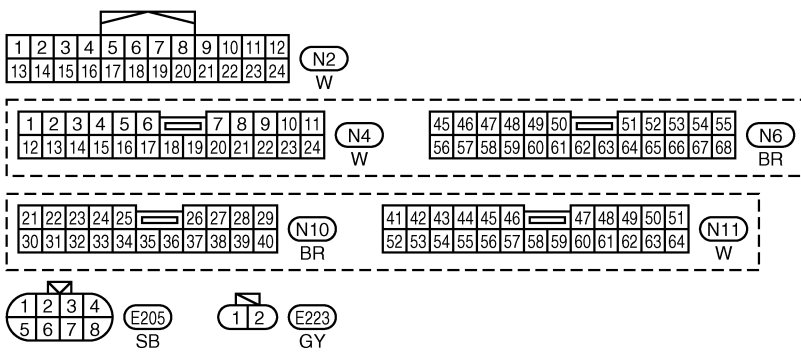 1 2 3 4 5 6 7 8 9 10 11 12
13 14 15 16 17 18 19 20 21 22 23 24
N2
W
1 2 3 4 5 6 7 8 9 10 11
12 13 14 15 16 17 18 19 20 21 22 23 24
N4
W
45 46 47 48 49 50 51 52 53 54 55
56 57 58 59 60 61 62 63 64 65 66 67 68
N6
BR
21 22 23 24 25 26 27 28 29
30 31 32 33 34 35 36 37 38 39 40
N10
BR
41 42 43 44 45 46 47 48 49 50 51
52 53 54 55 56 57 58 59 60 61 62 63 64
N11
W
1 2 3 4
5 6 7 8
E205
SB
1 2
E223
GY